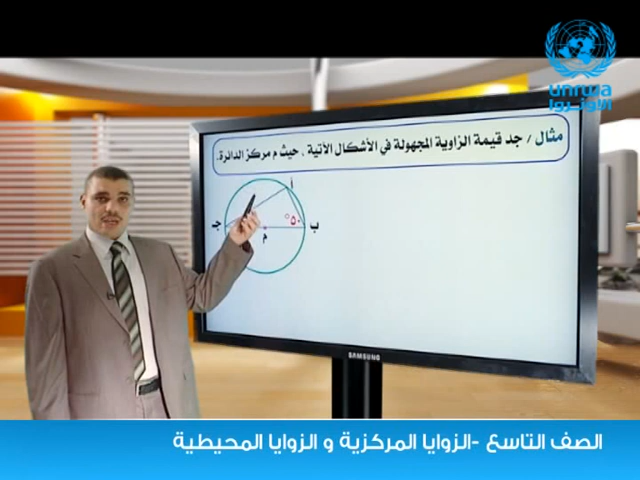 unrwa
الأونروا
مثال / جد قيمة الزاوية المجهولة في الأشكال الآتية ، حيث م مركز الدائرة.
أ
جـ
م
٥٠°
ب
SAMSUNG
الصف التاسع -الزوايا المركزية و الزوايا المحيطية